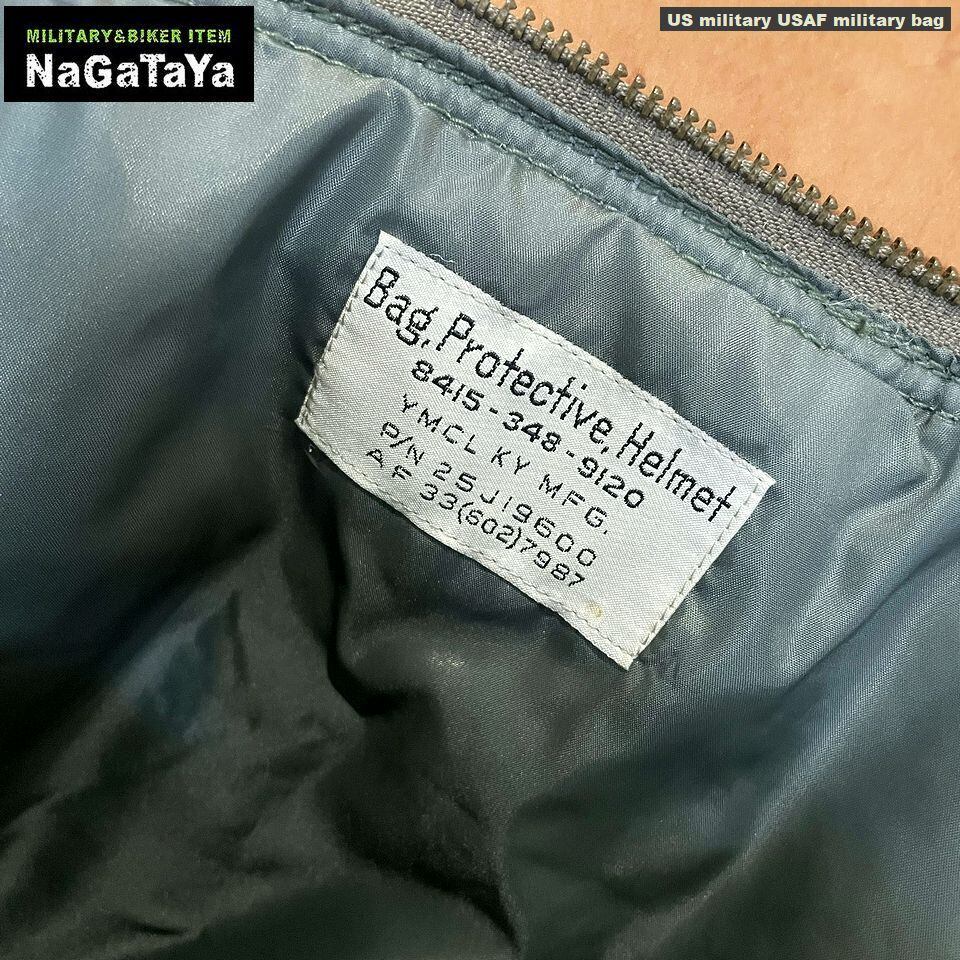 MILITARY&BIKER ITEM
NaGaTaYa
US military USAF military bag
Bag, Protective, Helmet
8415-348-9120
YMCL KY MFG.
P/N 25J19600
AF 33(602)7987